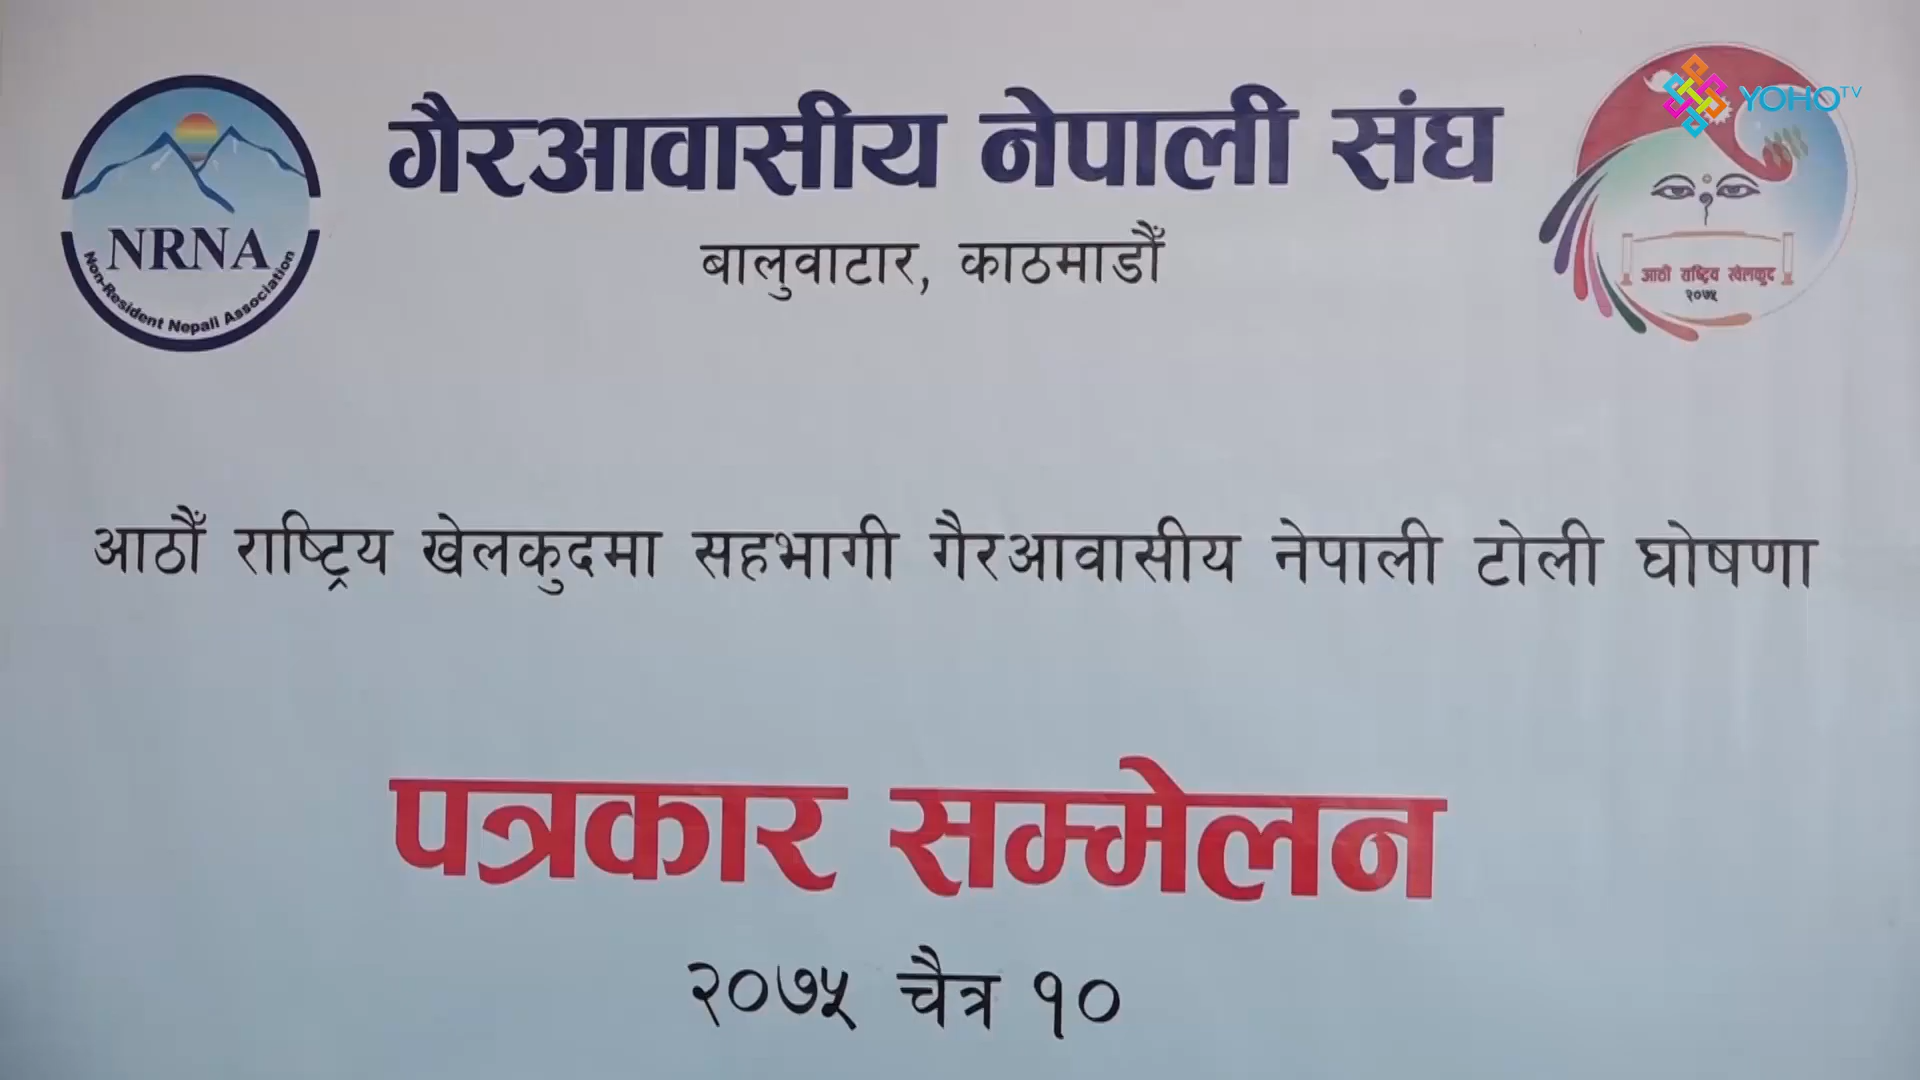 गैरआवासीय नेपाली संघ
बालुवाटार, काठमाडौं
NRNA
Non-Resident Nepali Association
YOHO TV
आठौं राष्ट्रिय खेलकुद
२०७५
आठौं राष्ट्रिय खेलकुदमा सहभागी गैरआवासीय नेपाली टोली घोषणा
पत्रकार सम्मेलन
२०७५ चैत्र १०